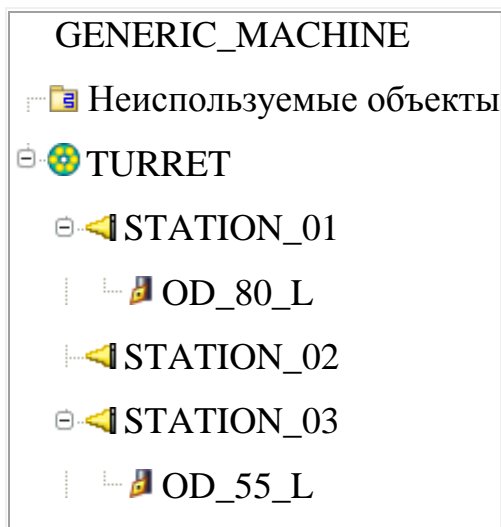 GENERIC_MACHINE
Неиспользуемые объекты
TURRET
STATION_01
OD_80_L
STATION_02
STATION_03
OD_55_L